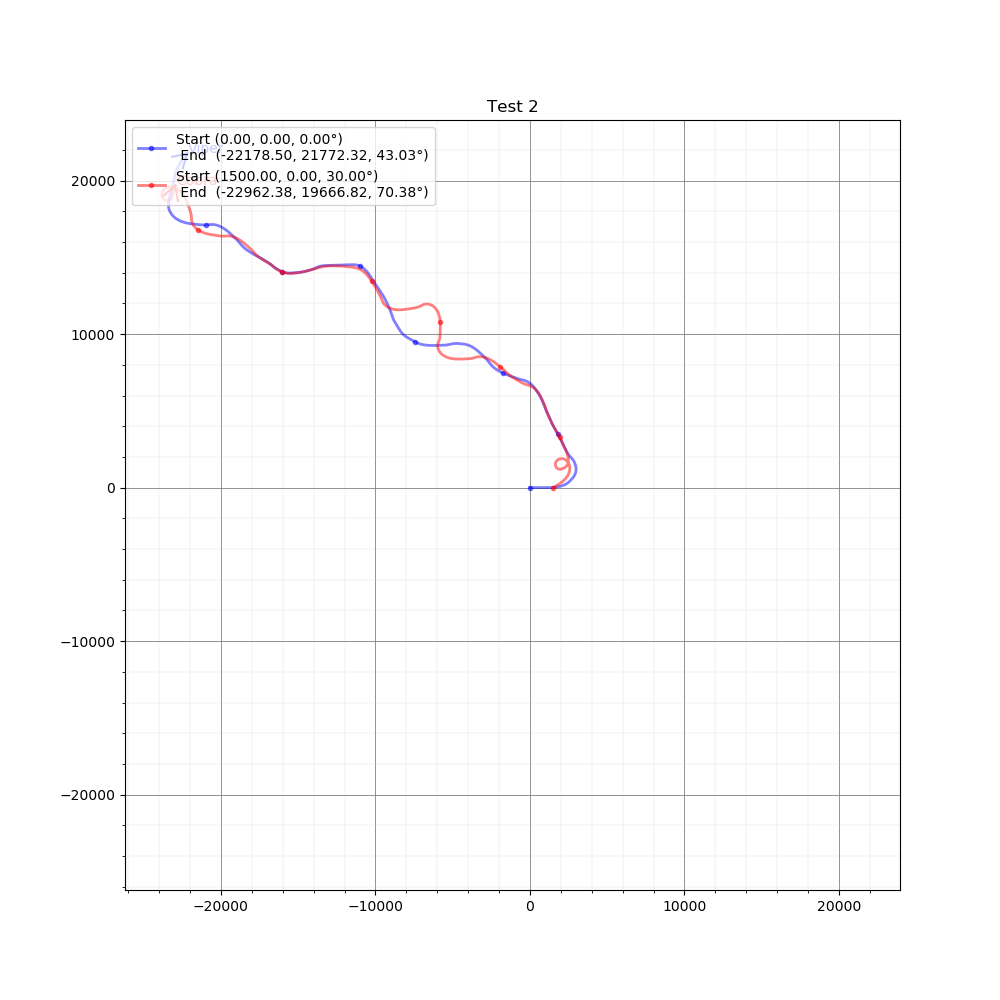 Test 2
Start (0.00, 0.00, 0.00°)
End (-22178.50, 21772.32, 43.03°)
Start (1500.00, 0.00, 30.00°)
End (-22962.38, 19666.82, 70.38°)
20000
10000
0
−10000
−20000
−20000 −10000 0 10000 20000